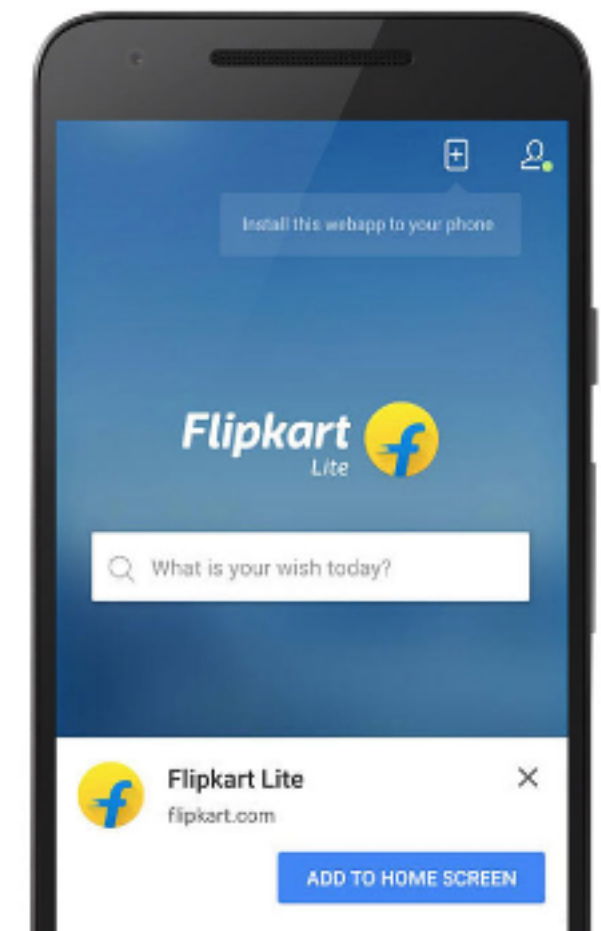 Install this webapp to your phone
Flipkart
Lite
What is your wish today?
Flipkart Lite
flipkart.com
ADD TO HOME SCREEN